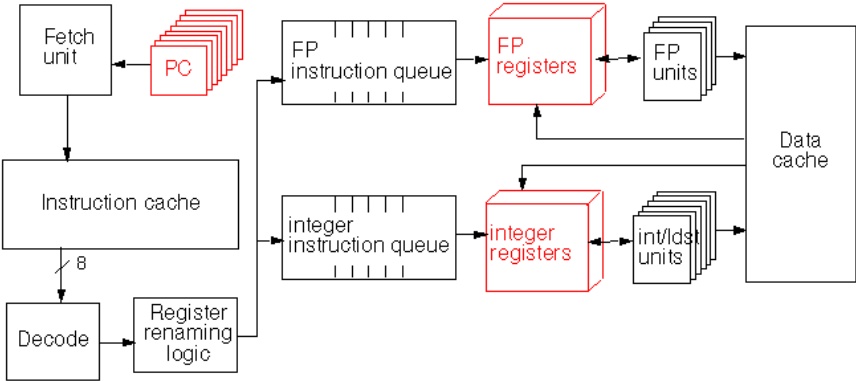 Fetch
unit
PC
FP
instruction queue
FP
registers
FP
units
Data
cache
Instruction cache
8
integer
instruction queue
integer
registers
int/ldst
units
Decode
Register
renaming
logic